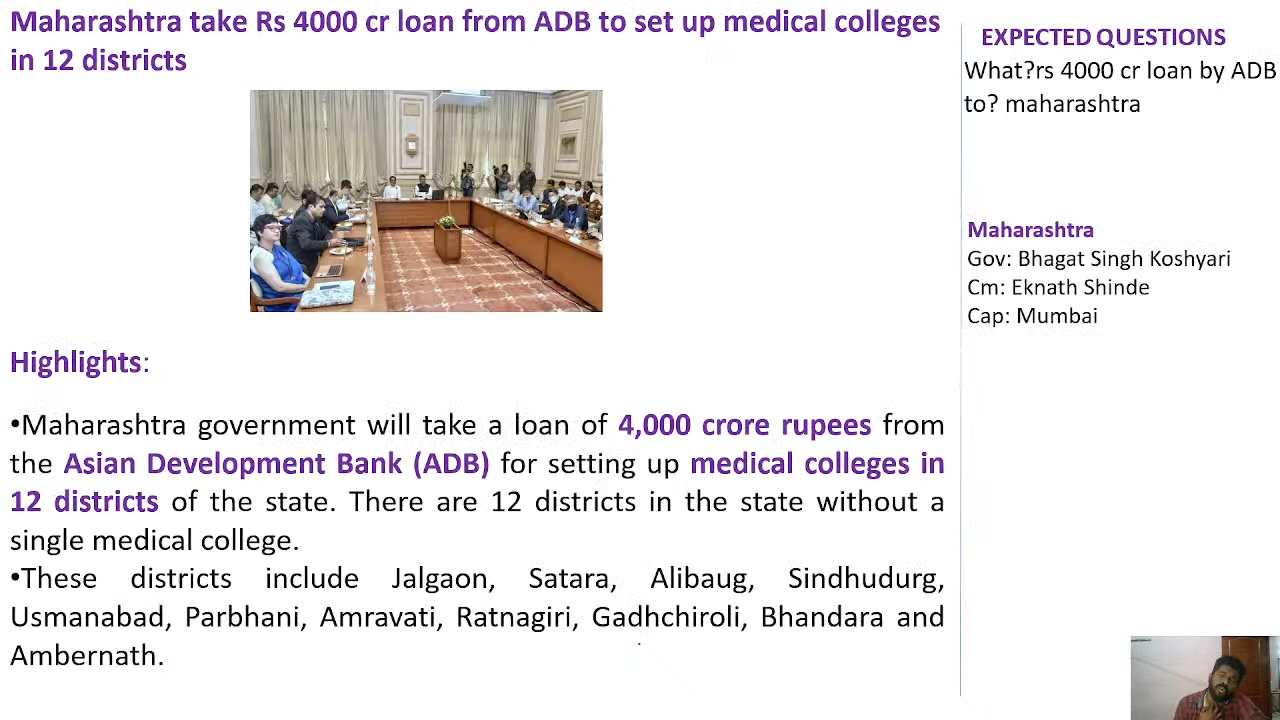 Maharashtra take Rs 4000 cr loan from ADB to set up medical colleges
in 12 districts
Highlights:
•Maharashtra government will take a loan of 4,000 crore rupees from
the Asian Development Bank (ADB) for setting up medical colleges in
12 districts of the state. There are 12 districts in the state without a
single medical college.
•These districts include Jalgaon, Satara, Alibaug, Sindhudurg,
Usmanabad, Parbhani, Amravati, Ratnagiri, Gadhchiroli, Bhandara and
Ambernath.
EXPECTED QUESTIONS
What?rs 4000 cr loan by ADB
to? maharashtra
Maharashtra
Gov: Bhagat Singh Koshyari
Cm: Eknath Shinde
Cap: Mumbai